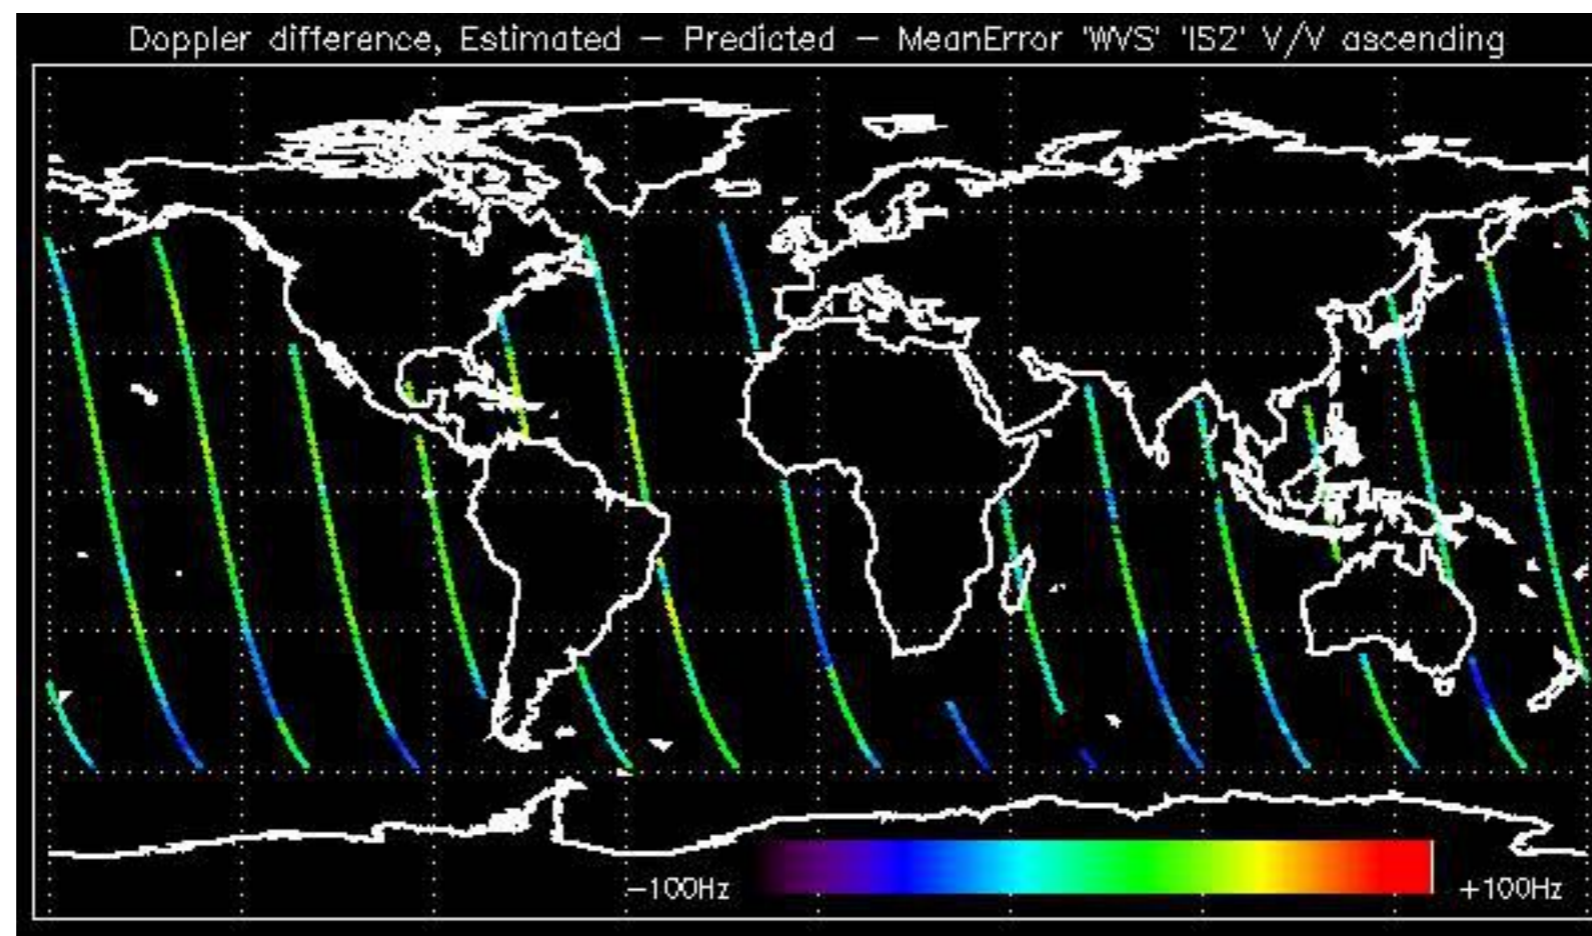 Doppler difference, Estimated − Predicted − MeanError 'WVS' 'IS2' V/V ascending
−100Hz +100Hz